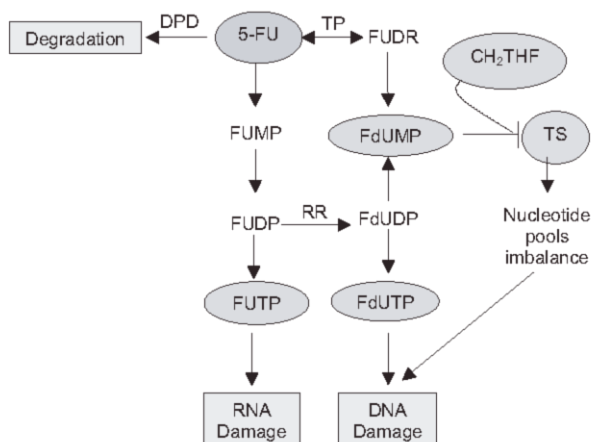 DPD
TP
Degradation
5-FU
FUDR
CH₂THF
FUMP
FdUMP
TS
FUDP
RR
FdUDP
Nucleotide
pools
imbalance
FUTP
FdUTP
RNA
Damage
DNA
Damage